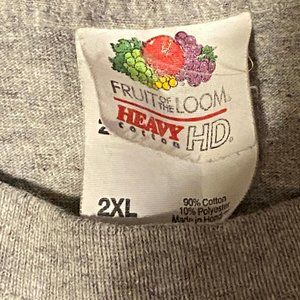 FRUIT OF THE LOOM®
HEAVY cotton HD®
2XL
90% Cotton
10% Polyester
Made in